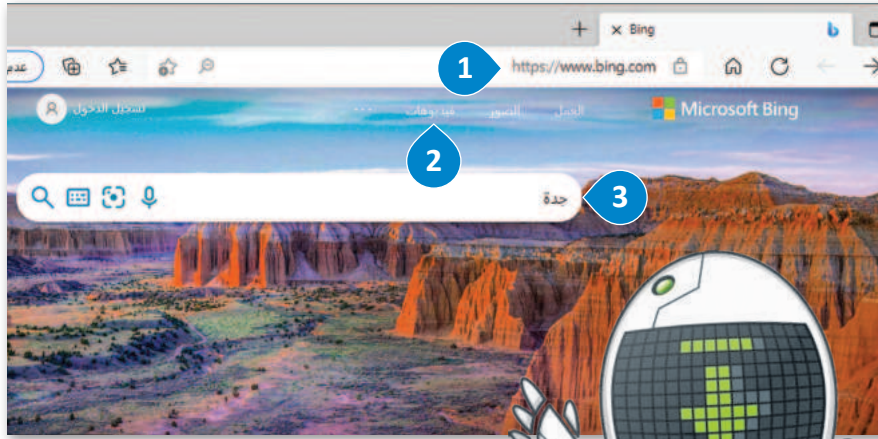 Bing
https://www.bing.com
عدم
1
Microsoft Bing
العمل الصور فيديوهات ...
تسجيل الدخول
2
جدة
3